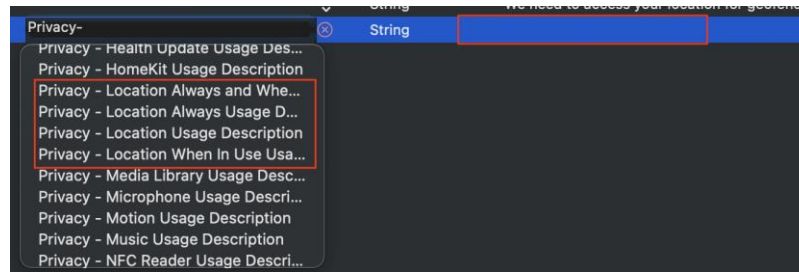 String We need to access your location for geofenc
Privacy- String
Privacy - Health Update Usage Des...
Privacy - HomeKit Usage Description
Privacy - Location Always and Whe...
Privacy - Location Always Usage D...
Privacy - Location Usage Description
Privacy - Location When In Use Usa...
Privacy - Media Library Usage Desc...
Privacy - Microphone Usage Descri...
Privacy - Motion Usage Description
Privacy - Music Usage Description
Privacy - NFC Reader Usage Descri...